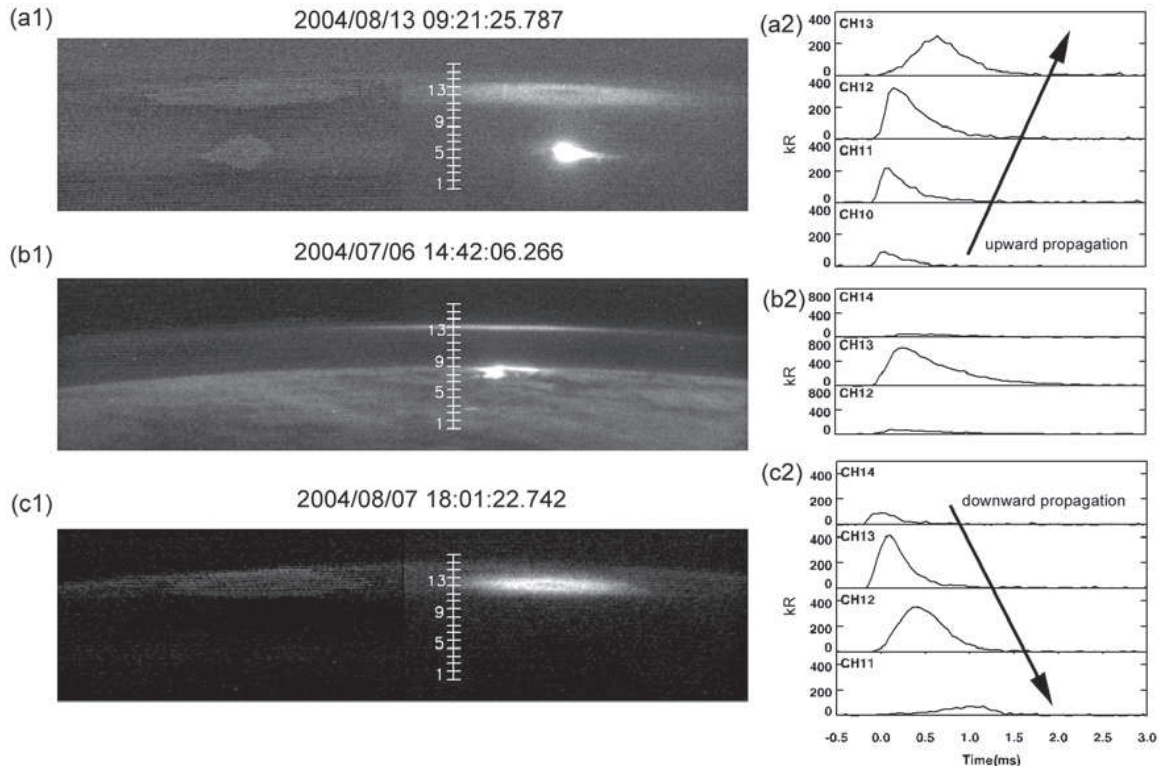 (a1)
2004/08/13 09:21:25.787
13
9
5
1
(a2)
CH13
400
200
0
CH12
400
200
0
CH11
400
200
0
CH10
400
200
0
kR
upward propagation
(b1)
2004/07/06 14:42:06.266
13
9
5
1
(b2)
CH14
800
400
0
CH13
800
400
0
CH12
800
400
0
kR
(c1)
2004/08/07 18:01:22.742
13
9
5
1
(c2)
CH14
400
200
0
downward propagation
CH13
400
200
0
CH12
400
200
0
CH11
400
200
0
kR
-0.5 0.0 0.5 1.0 1.5 2.0 2.5 3.0
Time(ms)